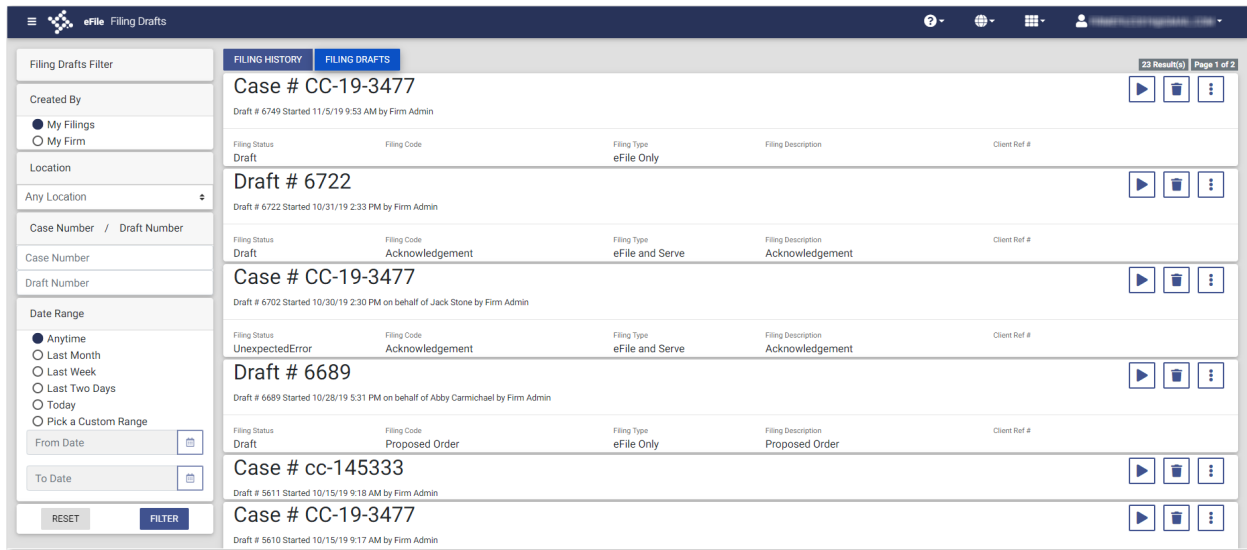 eFile Filing Drafts
Filing Drafts Filter
Created By
My Filings
My Firm
Location
Any Location
Case Number / Draft Number
Case Number
Draft Number
Date Range
Anytime
Last Month
Last Week
Last Two Days
Today
Pick a Custom Range
From Date
To Date
RESET FILTER
FILING HISTORY FILING DRAFTS
23 Result(s) Page 1 of 2
Case # CC-19-3477
Draft # 6749 Started 11/5/19 9:53 AM by Firm Admin
Filing Status Filing Code Filing Type Filing Description Client Ref #
Draft eFile Only
Draft # 6722
Draft # 6722 Started 10/31/19 2:33 PM by Firm Admin
Filing Status Filing Code Filing Type Filing Description Client Ref #
Draft Acknowledgement eFile and Serve Acknowledgement
Case # CC-19-3477
Draft # 6702 Started 10/30/19 2:30 PM on behalf of Jack Stone by Firm Admin
Filing Status Filing Code Filing Type Filing Description Client Ref #
UnexpectedError Acknowledgement eFile and Serve Acknowledgement
Draft # 6689
Draft # 6689 Started 10/28/19 5:31 PM on behalf of Abby Carmichael by Firm Admin
Filing Status Filing Code Filing Type Filing Description Client Ref #
Draft Proposed Order eFile Only Proposed Order
Case # cc-145333
Draft # 5611 Started 10/15/19 9:18 AM by Firm Admin
Case # CC-19-3477
Draft # 5610 Started 10/15/19 9:17 AM by Firm Admin